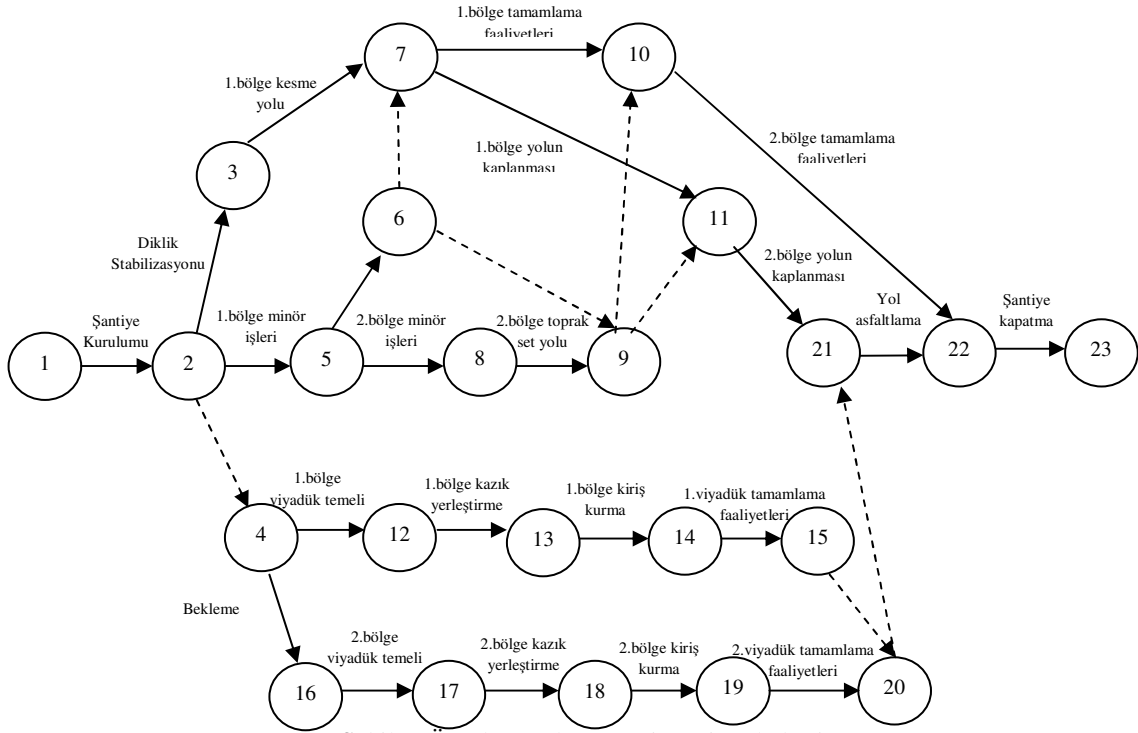 1.bölge tamamlama
faaliyetleri
7
10
1.bölge kesme
yolu
2.bölge tamamlama
faaliyetleri
1.bölge yolun
kaplanması
3
6
11
Diklik
Stabilizasyonu
2.bölge yolun
kaplanması
Şantiye
Kurulumu
1.bölge minör
işleri
2.bölge minör
işleri
2.bölge toprak
set yolu
Yol
asfaltlama
Şantiye
kapatma
1
2
5
8
9
21
22
23
1.bölge
viyadük temeli
1.bölge kazık
yerleştirme
1.bölge kiriş
kurma
1.viyadük tamamlama
faaliyetleri
4
12
13
14
15
Bekleme
2.bölge
viyadük temeli
2.bölge kazık
yerleştirme
2.bölge kiriş
kurma
2.viyadük tamamlama
faaliyetleri
16
17
18
19
20